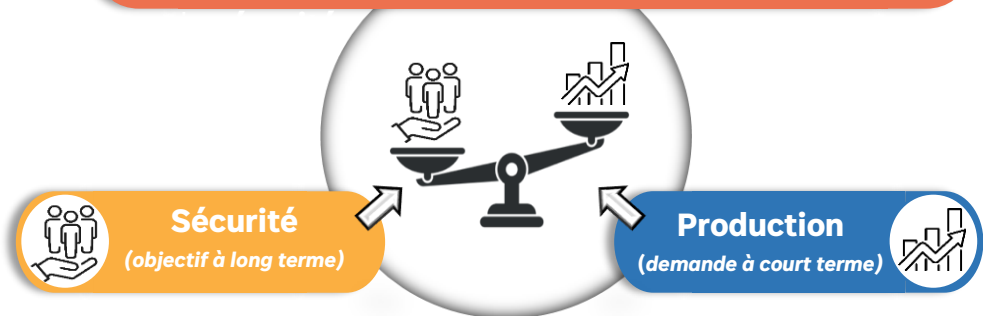 Sécurité
(objectif à long terme)
Production
(demande à court terme)